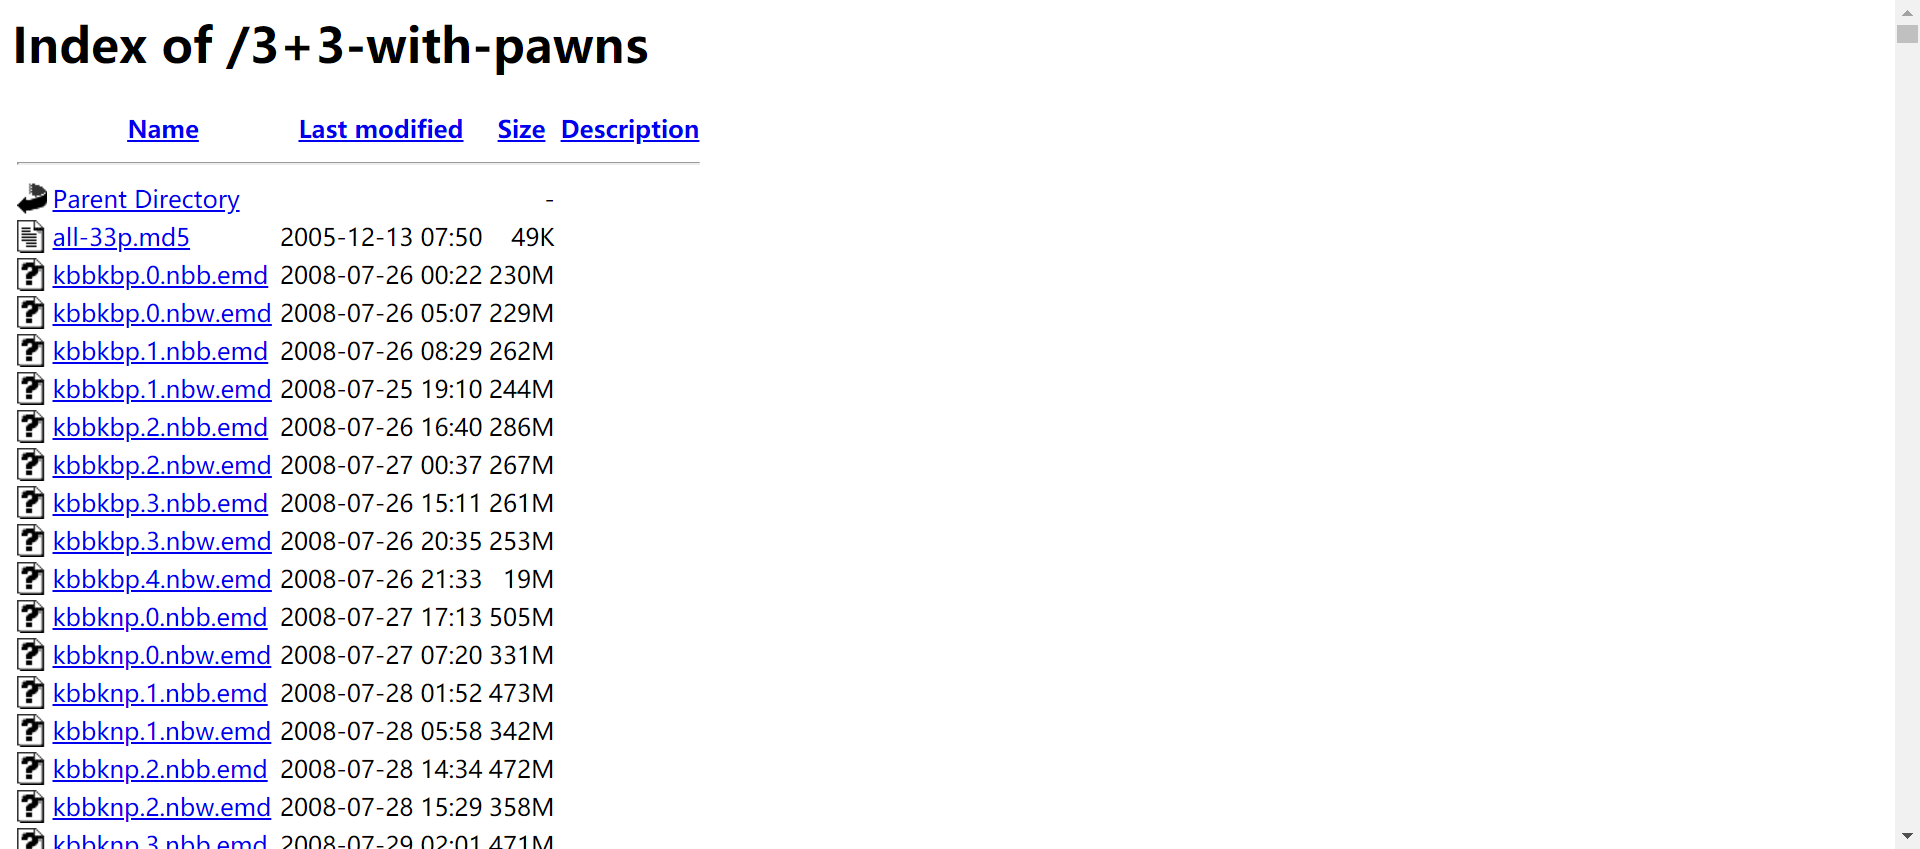 Index of /3+3-with-pawns
Name Last modified Size Description
Parent Directory -
all-33p.md5 2005-12-13 07:50 49K
kbbkbp.0.nbb.emd 2008-07-26 00:22 230M
kbbkbp.0.nbw.emd 2008-07-26 05:07 229M
kbbkbp.1.nbb.emd 2008-07-26 08:29 262M
kbbkbp.1.nbw.emd 2008-07-25 19:10 244M
kbbkbp.2.nbb.emd 2008-07-26 16:40 286M
kbbkbp.2.nbw.emd 2008-07-27 00:37 267M
kbbkbp.3.nbb.emd 2008-07-26 15:11 261M
kbbkbp.3.nbw.emd 2008-07-26 20:35 253M
kbbkbp.4.nbw.emd 2008-07-26 21:33 19M
kbbknp.0.nbb.emd 2008-07-27 17:13 505M
kbbknp.0.nbw.emd 2008-07-27 07:20 331M
kbbknp.1.nbb.emd 2008-07-28 01:52 473M
kbbknp.1.nbw.emd 2008-07-28 05:58 342M
kbbknp.2.nbb.emd 2008-07-28 14:34 472M
kbbknp.2.nbw.emd 2008-07-28 15:29 358M
kbbknp.3.nbb.emd 2008-07-29 02:01 471M